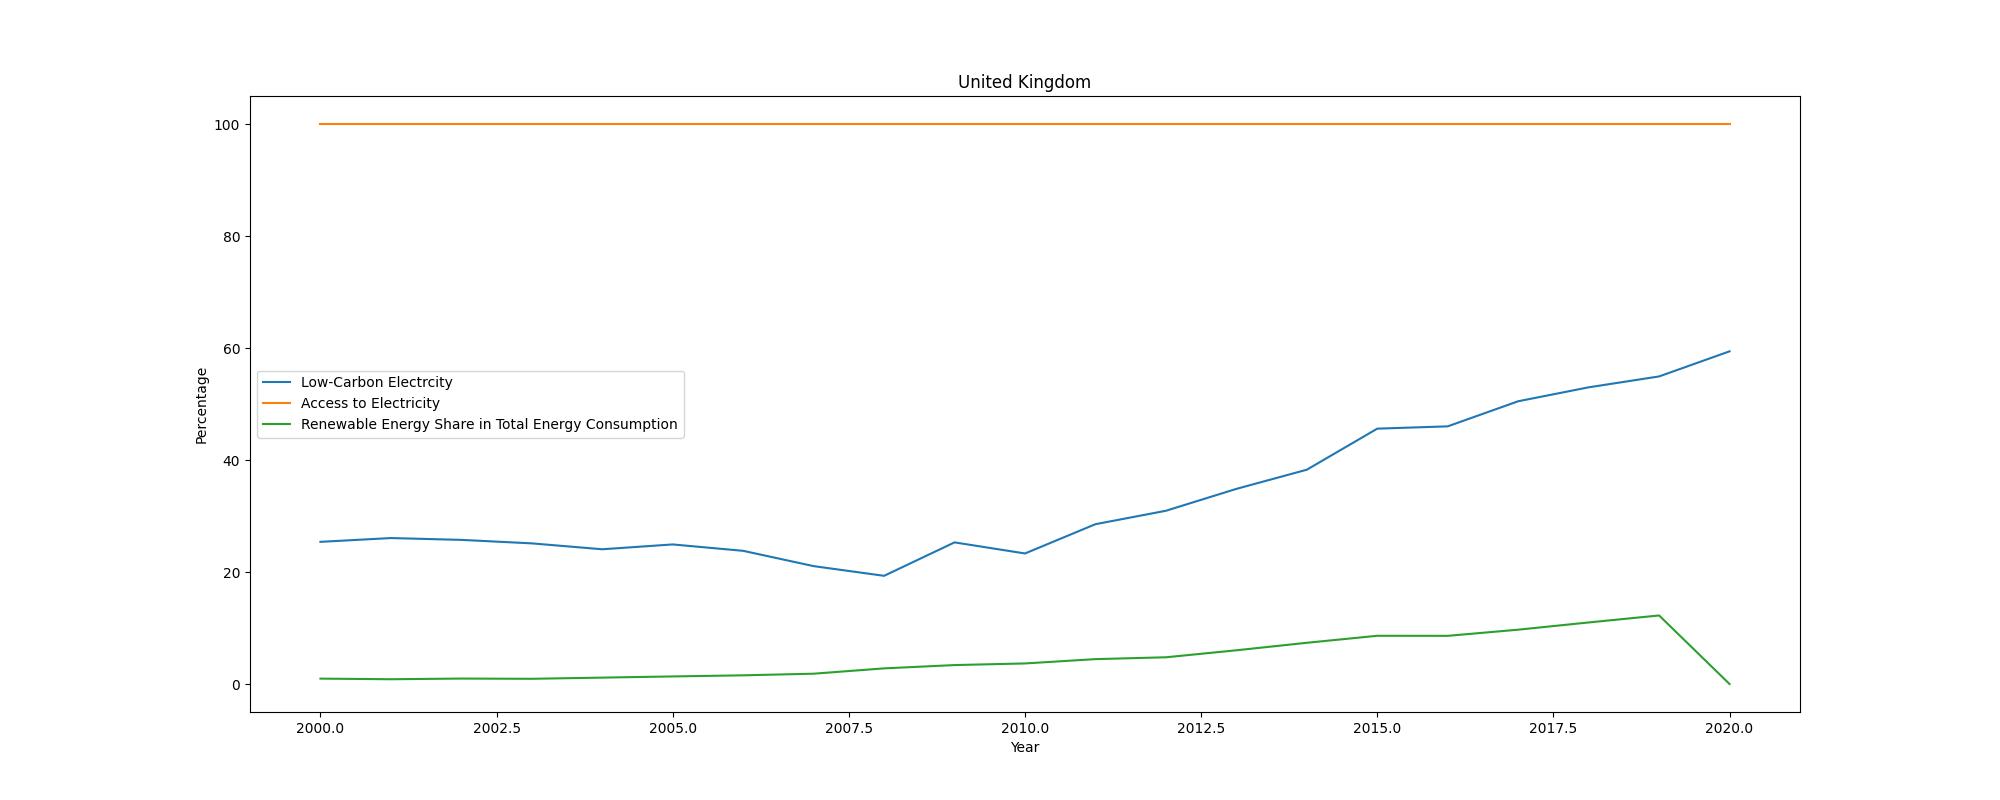 United Kingdom
100
80
60
40
20
0
Percentage
Low-Carbon Electrcity
Access to Electricity
Renewable Energy Share in Total Energy Consumption
2000.0 2002.5 2005.0 2007.5 2010.0 2012.5 2015.0 2017.5 2020.0
Year